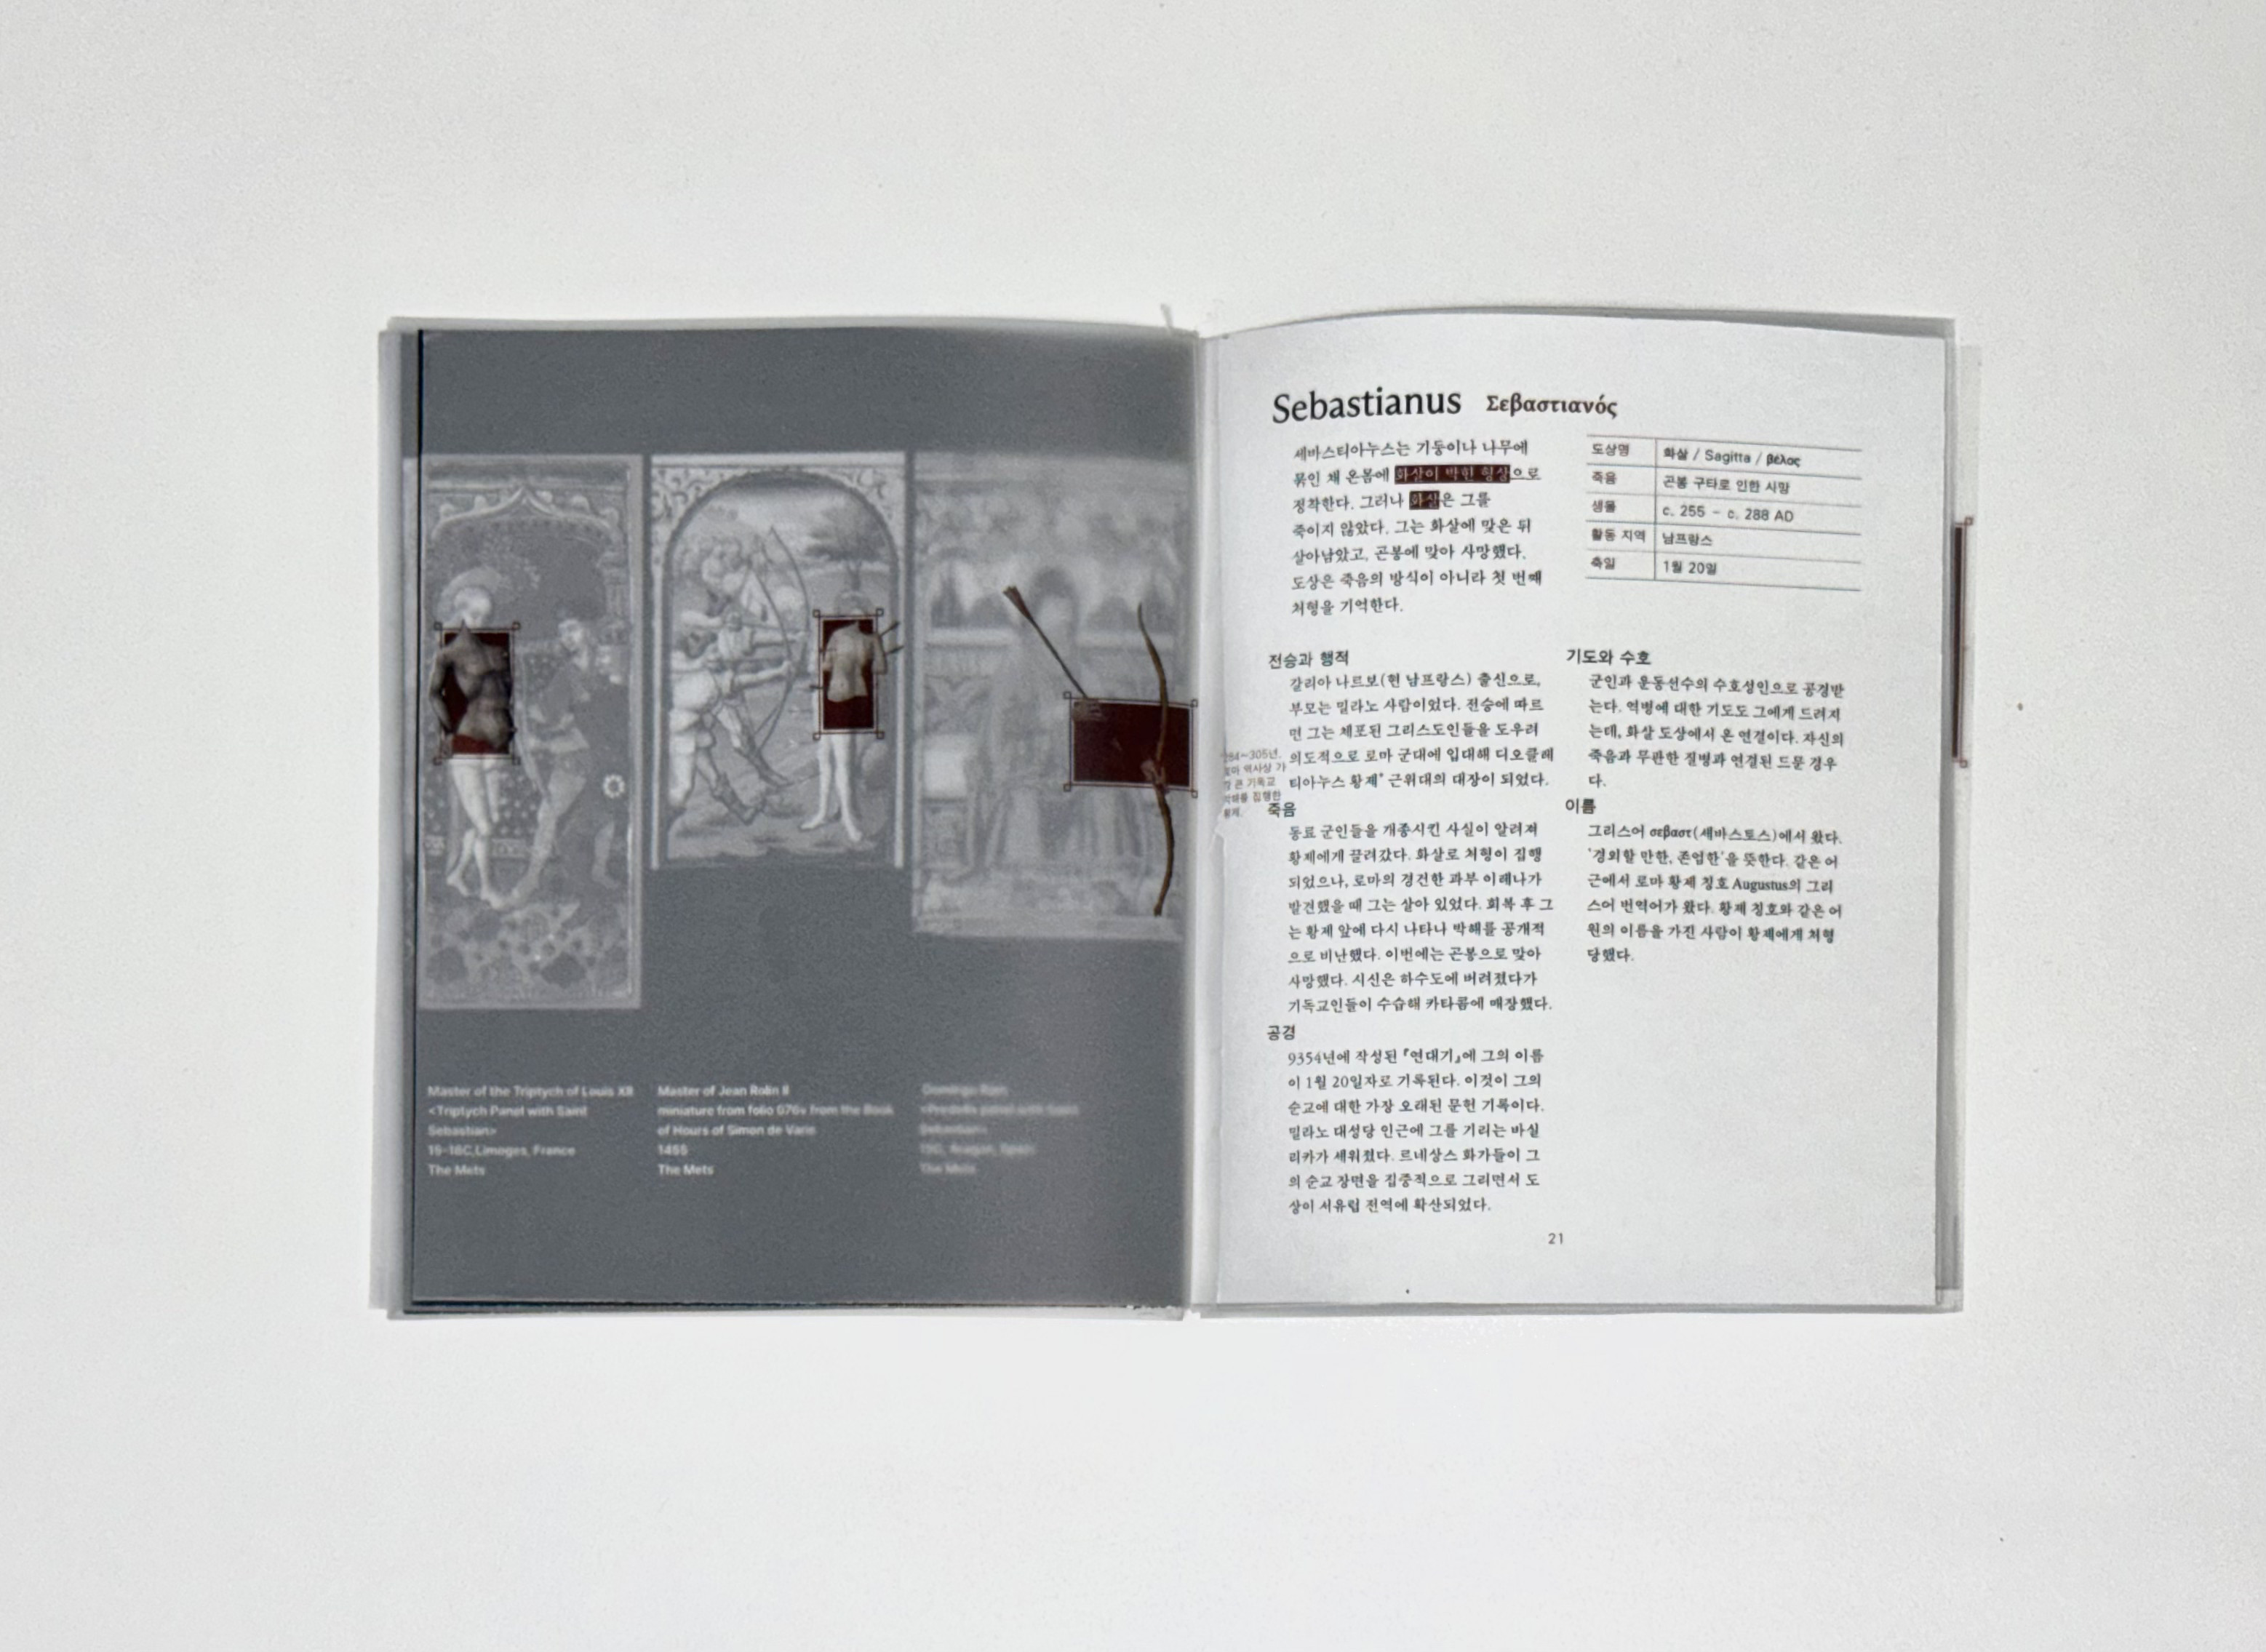 Master of the Triptych of Louis XII
<Triptych Panel with Saint
Sebastian>
15-16C,Limoges, France
The Mets
Master of Jean Rolin II
miniature from folio 076v from the Book
of Hours of Simon de Varie
1455
The Mets
Sebastian>
15C, Aragon, Spain
The Mets
Sebastianus Σεβαστιανός
세바스티아누스는 기둥이나 나무에
묶인 채 온몸에 화살이 박힌 형상으로
정착한다. 그러나 화살은 그를
죽이지 않았다. 그는 화살에 맞은 뒤
살아남았고, 곤봉에 맞아 사망했다.
도상은 죽음의 방식이 아니라 첫 번째
처형을 기억한다.
도상명 화살 / Sagitta / βέλος
죽음 곤봉 구타로 인한 사망
생몰 c. 255 – c. 288 AD
활동 지역 남프랑스
축일 1월 20일
전승과 행적
갈리아 나르보(현 남프랑스) 출신으로,
부모는 밀라노 사람이었다. 전승에 따르
면 그는 체포된 그리스도인들을 도우려
의도적으로 로마 군대에 입대해 디오클레
티아누스 황제* 근위대의 대장이 되었다.
284–305년.
로마 역사상 가
장 큰 기독교
박해를 집행한
황제.
죽음
동료 군인들을 개종시킨 사실이 알려져
황제에게 끌려갔다. 화살로 처형이 집행
되었으나, 로마의 경건한 과부 이레나가
발견했을 때 그는 살아 있었다. 회복 후 그
는 황제 앞에 다시 나타나 박해를 공개적
으로 비난했다. 이번에는 곤봉으로 맞아
사망했다. 시신은 하수도에 버려졌다가
기독교인들이 수습해 카타콤에 매장했다.
공경
9354년에 작성된 『연대기』에 그의 이름
이 1월 20일자로 기록된다. 이것이 그의
순교에 대한 가장 오래된 문헌 기록이다.
밀라노 대성당 인근에 그를 기리는 바실
리카가 세워졌다. 르네상스 화가들이 그
의 순교 장면을 집중적으로 그리면서 도
상이 서유럽 전역에 확산되었다.
기도와 수호
군인과 운동선수의 수호성인으로 공경받
는다. 역병에 대한 기도도 그에게 드려지
는데, 화살 도상에서 온 연결이다. 자신의
죽음과 무관한 질병과 연결된 드문 경우
다.
이름
그리스어 σεβαστ(세바스토스)에서 왔다.
'경외할 만한, 존엄한'을 뜻한다. 같은 어
근에서 로마 황제 칭호 Augustus의 그리
스어 번역어가 왔다. 황제 칭호와 같은 어
원의 이름을 가진 사람이 황제에게 처형
당했다.
21